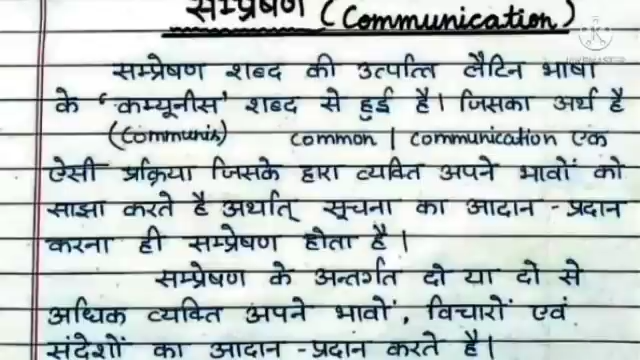 सम्प्रेषण (Communication)
सम्प्रेषण शब्द की उत्पत्ति लैटिन भाषा
के 'कम्यूनीस' शब्द से हुई है। जिसका अर्थ है
(Communis) common | communication एक
ऐसी प्रक्रिया जिसके द्वारा व्यक्ति अपने भावों को
साझा करते है अर्थात् सूचना का आदान-प्रदान
करना ही सम्प्रेषण होता है।
सम्प्रेषण के अन्तर्गत दो या दो से
अधिक व्यक्ति अपने भावों, विचारों एवं
संदेशों का आदान-प्रदान करते है।